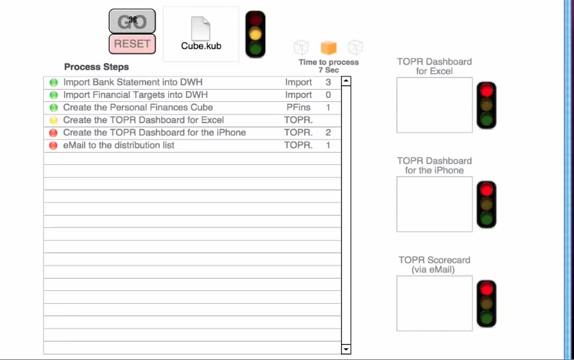 GO
RESET
Cube.kub
Time to process
7 Sec
Process Steps
Import Bank Statement into DWH Import 3
Import Financial Targets into DWH Import 0
Create the Personal Finances Cube PFins 1
Create the TOPR Dashboard for Excel TOPR.
Create the TOPR Dashboard for the iPhone TOPR. 2
eMail to the distribution list TOPR. 1
TOPR Dashboard
for Excel
TOPR Dashboard
for the iPhone
TOPR Scorecard
(via eMail)